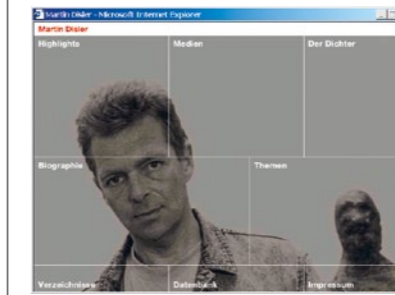 Martin Disler - Microsoft Internet Explorer
Martin Disler
Highlights Medien Der Dichter
Biographie Themen
Verzeichnisse Datenbank Impressum